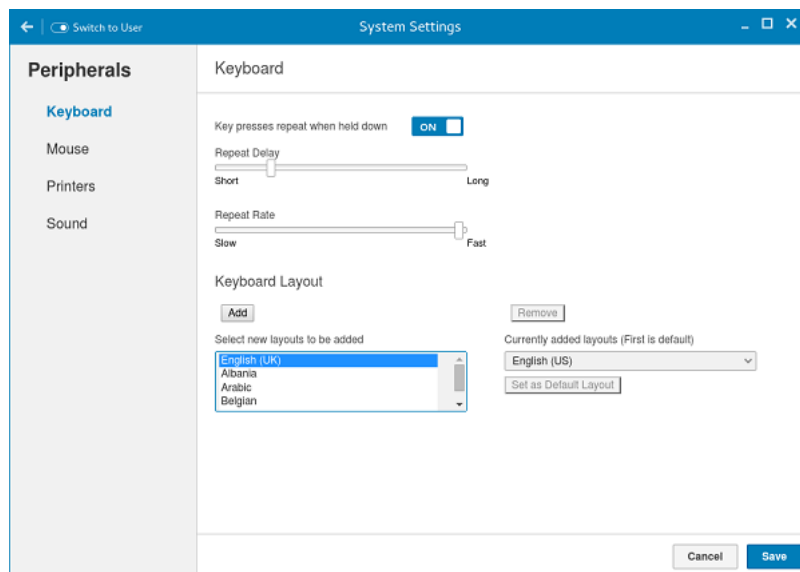 Switch to User
System Settings
Peripherals
Keyboard
Mouse
Printers
Sound
Keyboard
Key presses repeat when held down
ON
Repeat Delay
Short Long
Repeat Rate
Slow Fast
Keyboard Layout
Add Remove
Select new layouts to be added
English (UK)
Albania
Arabic
Belgian
Currently added layouts (First is default)
English (US)
Set as Default Layout
Cancel Save